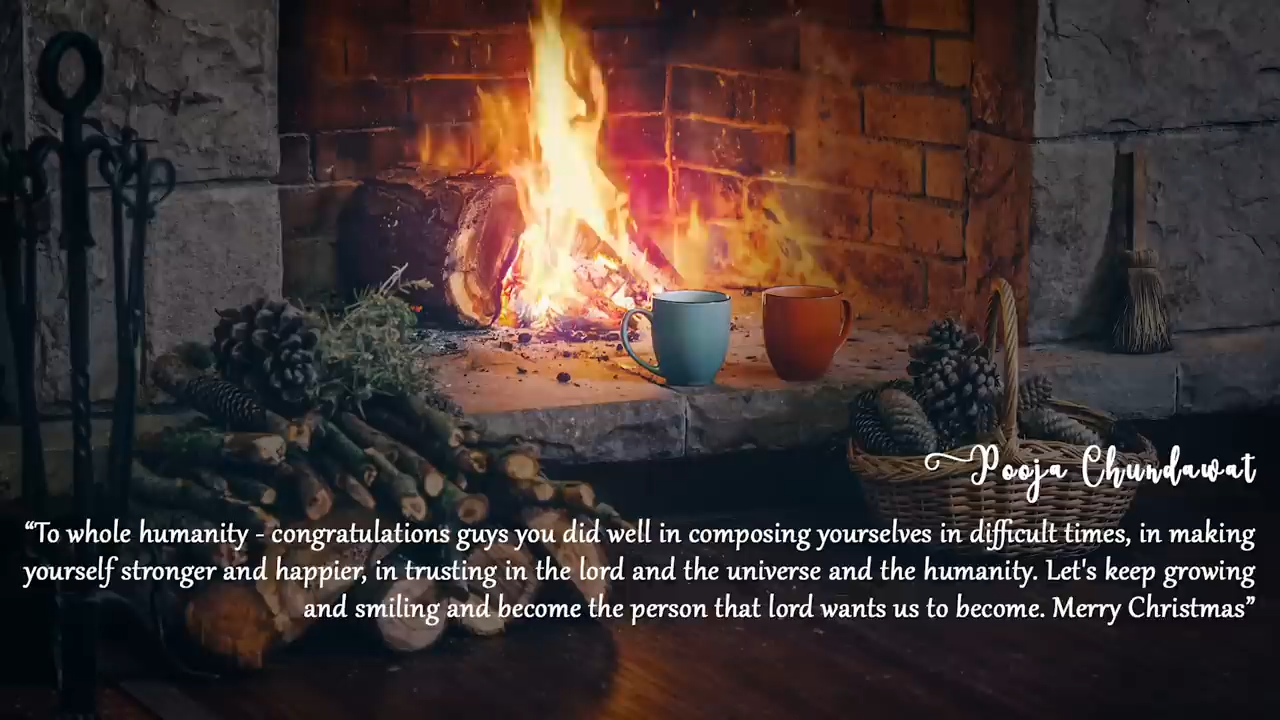 Pooja Chundawat
“To whole humanity - congratulations guys you did well in composing yourselves in difficult times, in making
yourself stronger and happier, in trusting in the lord and the universe and the humanity. Let's keep growing
and smiling and become the person that lord wants us to become. Merry Christmas”